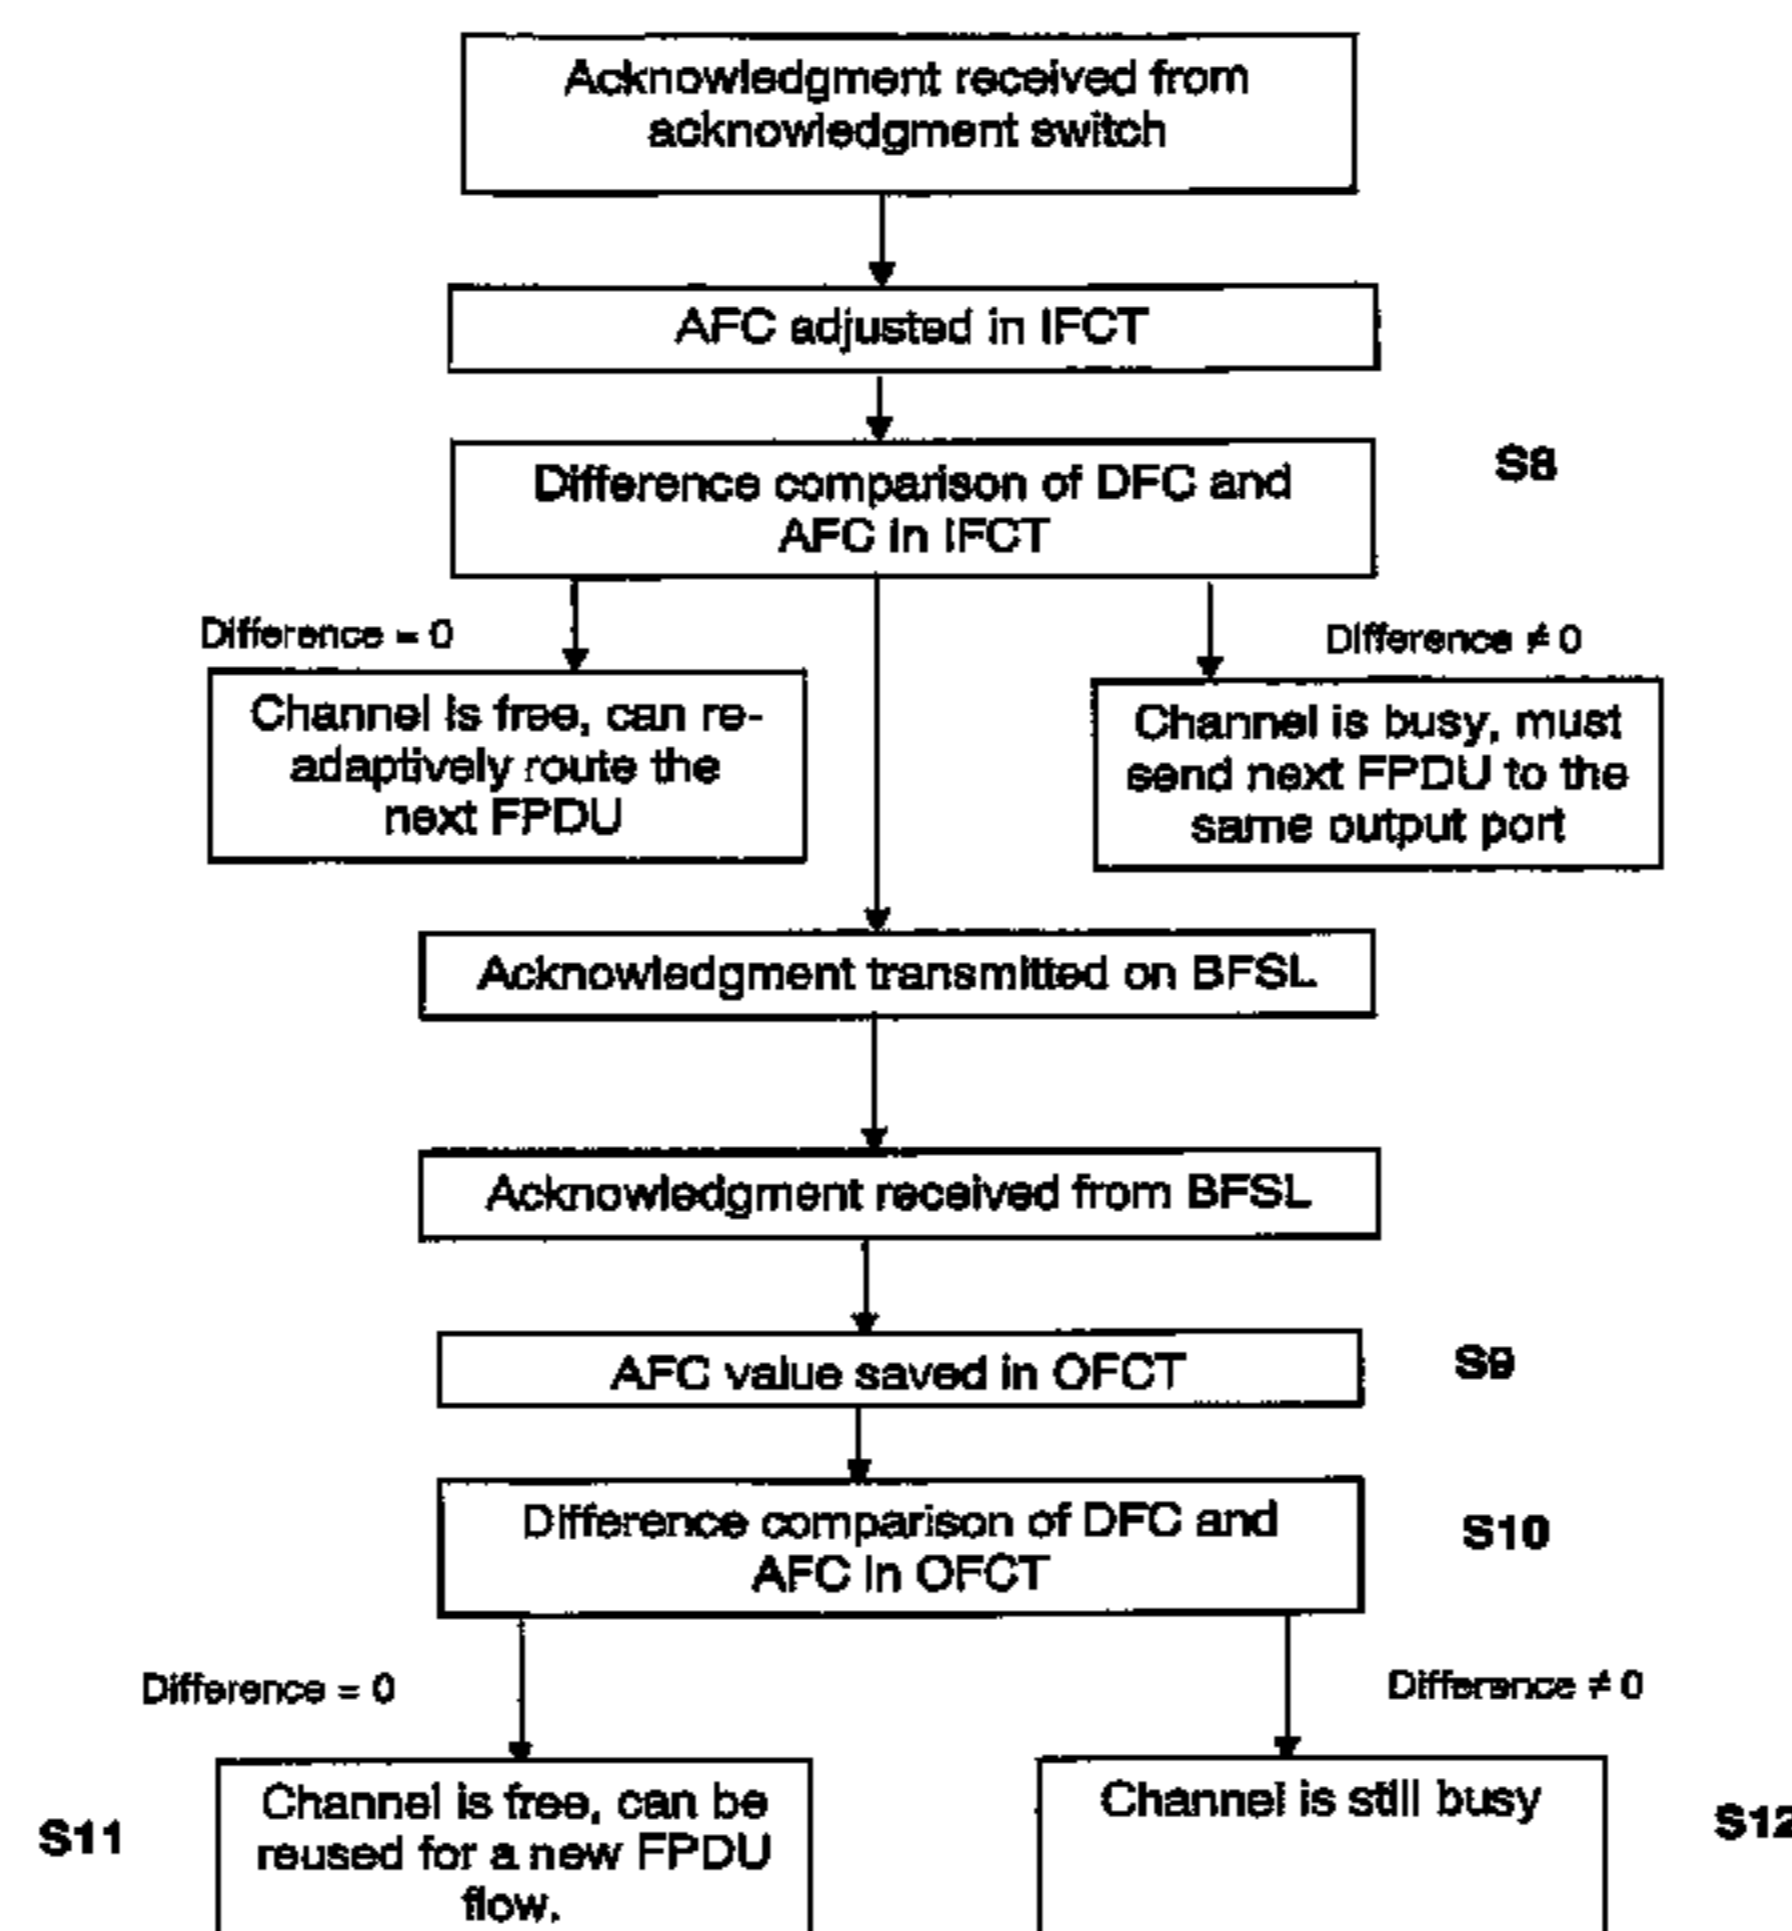 Acknowledgment received from
acknowledgment switch
AFC adjusted in IFCT
Difference comparison of DFC and
AFC in IFCT
S8
Difference = 0
Difference ≠ 0
Channel is free, can re-
adaptively route the
next FPDU
Channel is busy, must
send next FPDU to the
same output port
Acknowledgment transmitted on BFSL
Acknowledgment received from BFSL
AFC value saved in OFCT
S9
Difference comparison of DFC and
AFC in OFCT
S10
Difference = 0
Difference ≠ 0
S11
Channel is free, can be
reused for a new FPDU
flow.
Channel is still busy
S12